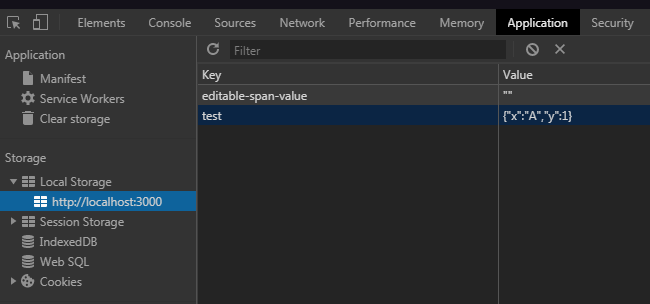 Elements Console Sources Network Performance Memory Application Security
Application
Manifest
Service Workers
Clear storage
Storage
Local Storage
http://localhost:3000
Session Storage
IndexedDB
Web SQL
Cookies
Filter
Key Value
editable-span-value ""
test {"x":"A","y":1}